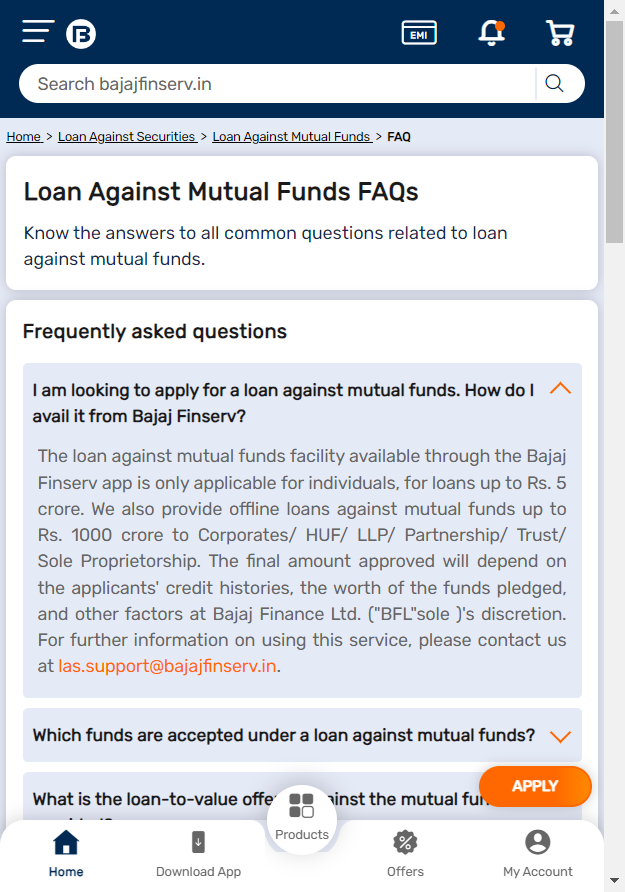 EMI
Search bajajfinserv.in
Home > Loan Against Securities > Loan Against Mutual Funds > FAQ
Loan Against Mutual Funds FAQs
Know the answers to all common questions related to loan
against mutual funds.
Frequently asked questions
I am looking to apply for a loan against mutual funds. How do I
avail it from Bajaj Finserv?
The loan against mutual funds facility available through the Bajaj
Finserv app is only applicable for individuals, for loans up to Rs. 5
crore. We also provide offline loans against mutual funds up to
Rs. 1000 crore to Corporates/ HUF/ LLP/ Partnership/ Trust/
Sole Proprietorship. The final amount approved will depend on
the applicants' credit histories, the worth of the funds pledged,
and other factors at Bajaj Finance Ltd. ("BFL"sole )'s discretion.
For further information on using this service, please contact us
at las.support@bajajfinserv.in.
Which funds are accepted under a loan against mutual funds?
APPLY
What is the loan-to-value the mutual
Products
Home
Download App
Offers
My Account